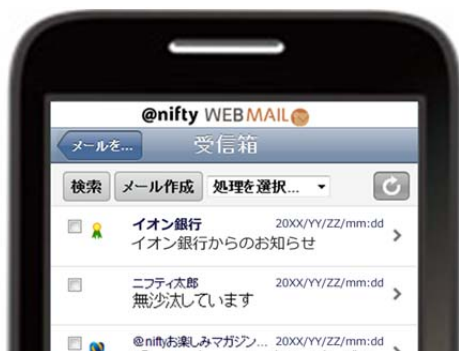 @nifty WEB MAIL
メールを...
受信箱
検索 メール作成 処理を選択...
イオン銀行 20XX/YY/ZZ/mm:dd
イオン銀行からのお知らせ
ニフティ太郎 20XX/YY/ZZ/mm:dd
無沙汰しています
@niftyお楽しみマガジン... 20XX/YY/ZZ/mm:dd